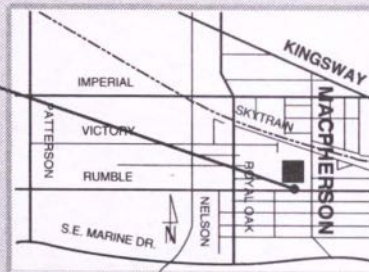 KINGSWAY
IMPERIAL
SKYTRAIN
MACPHERSON
PATTERSON
VICTORY
ROYAL OAK
RUMBLE
NELSON
N
S.E. MARINE DR.